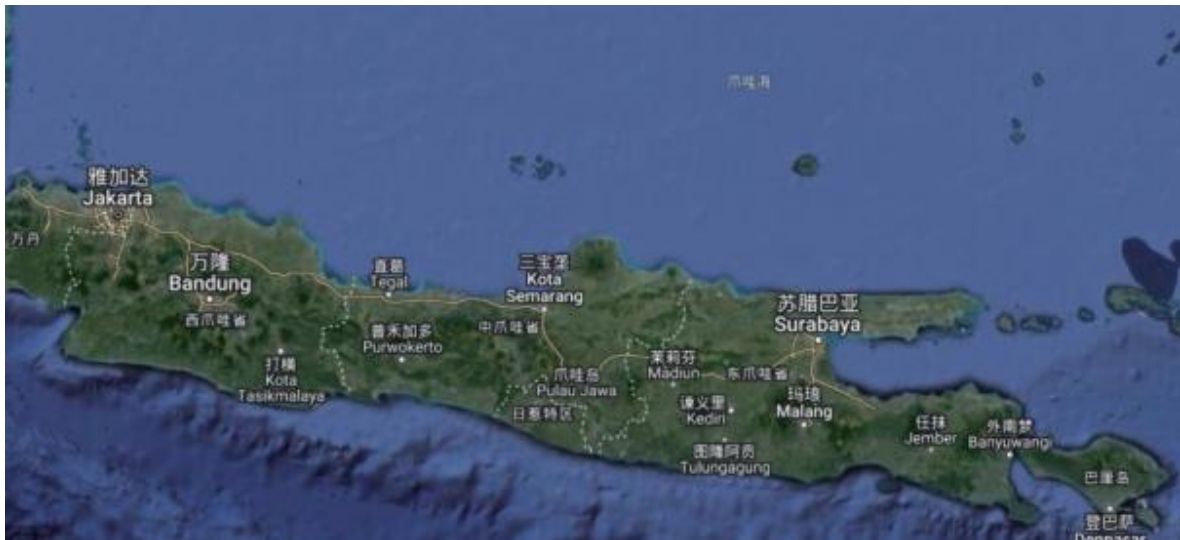 爪哇海
雅加达
Jakarta
万丹
万隆
Bandung
西爪哇省
直葛
Tegal
三宝垄
Kota
Semarang
苏腊巴亚
Surabaya
普禾加多
Purwokerto
中爪哇省
打横
Kota
Tasikmalaya
爪哇岛
Pulau Jawa
日惹特区
茉莉芬
Madiun
东爪哇省
谏义里
Kediri
玛琅
Malang
图隆阿贡
Tulungagung
任抹
Jember
外南梦
Banyuwangi
巴厘岛
登巴萨
Denpasar